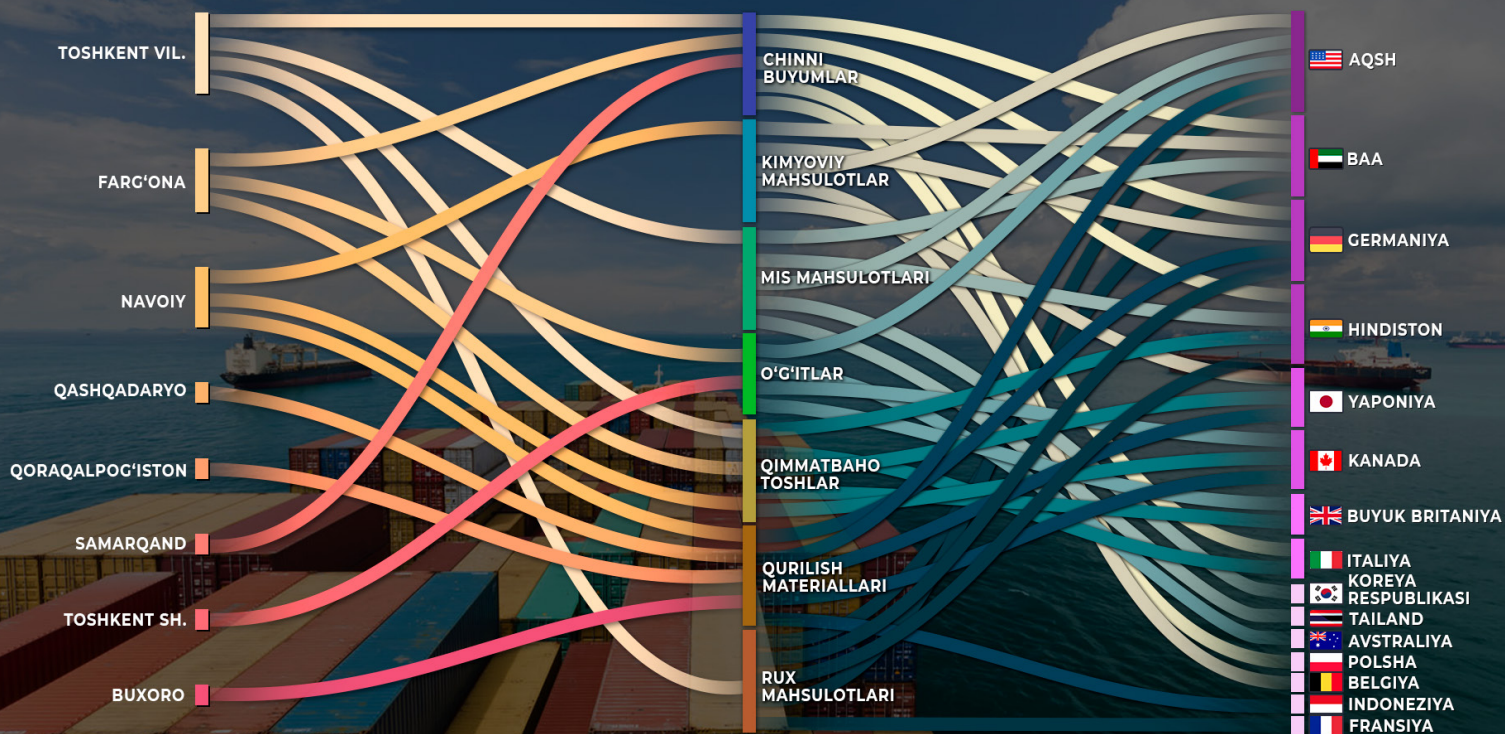 TOSHKENT VIL.
FARG‘ONA
NAVOIY
QASHQADARYO
QORAQALPOG‘ISTON
SAMARQAND
TOSHKENT SH.
BUXORO
CHINNI
BUYUMLAR
KIMYOVIY
MAHSULOTLAR
MIS MAHSULOTLARI
O‘G‘ITLAR
QIMMATBAHO
TOSHLAR
QURILISH
MATERIALLARI
RUX
MAHSULOTLARI
AQSH
BAA
GERMANIYA
HINDISTON
YAPONIYA
KANADA
BUYUK BRITANIYA
ITALIYA
KOREYA
RESPUBLIKASI
TAILAND
AVSTRALIYA
POLSHA
BELGIYA
INDONEZIYA
FRANSIYA